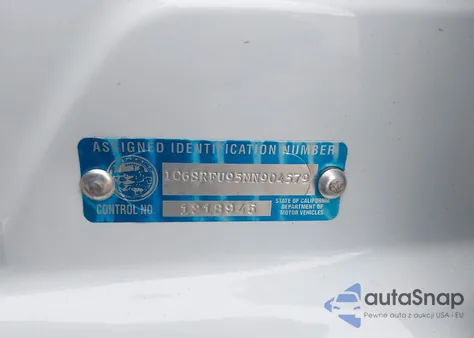 ASSIGNED IDENTIFICATION NUMBER
1C6SRFU95NN904579
CONTROL NO 1318946
STATE OF CALIFORNIA
DEPARTMENT OF
MOTOR VEHICLES
autaSnap
Pewne auta z aukcji USA i EU